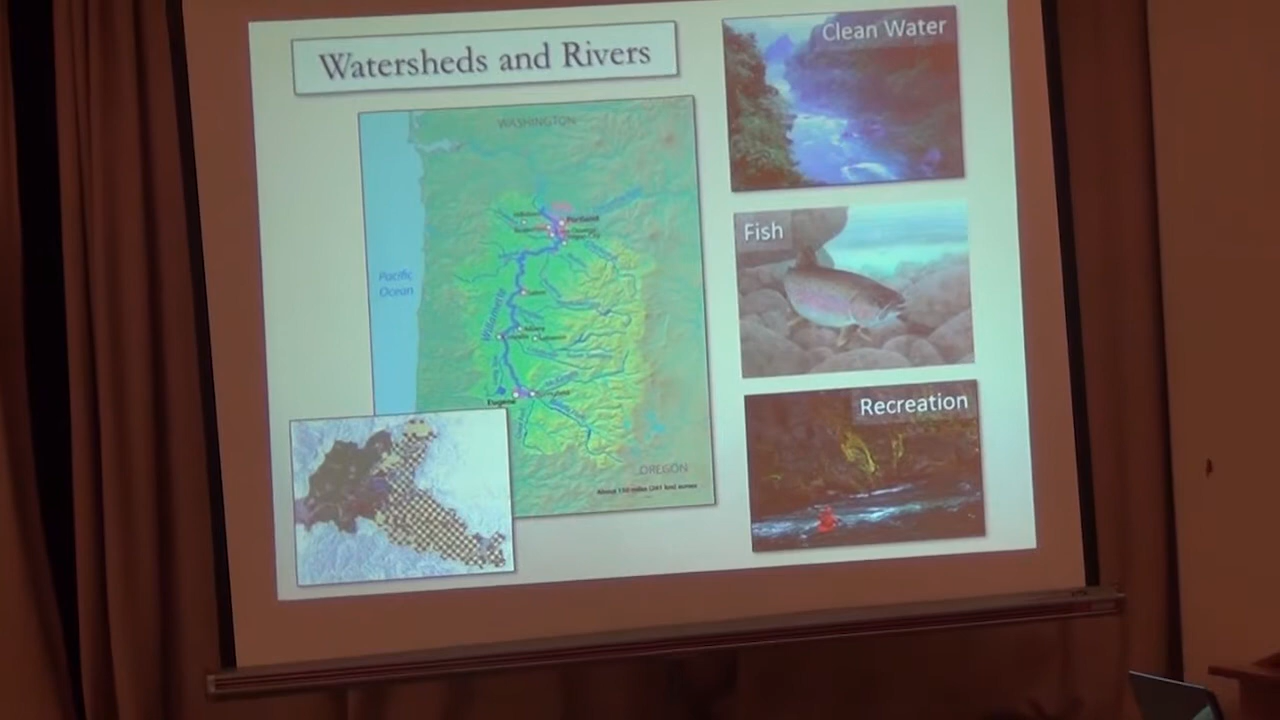 Watersheds and Rivers
WASHINGTON
Portland
Pacific
Ocean
Willamette
Eugene
OREGON
Clean Water
Fish
Recreation